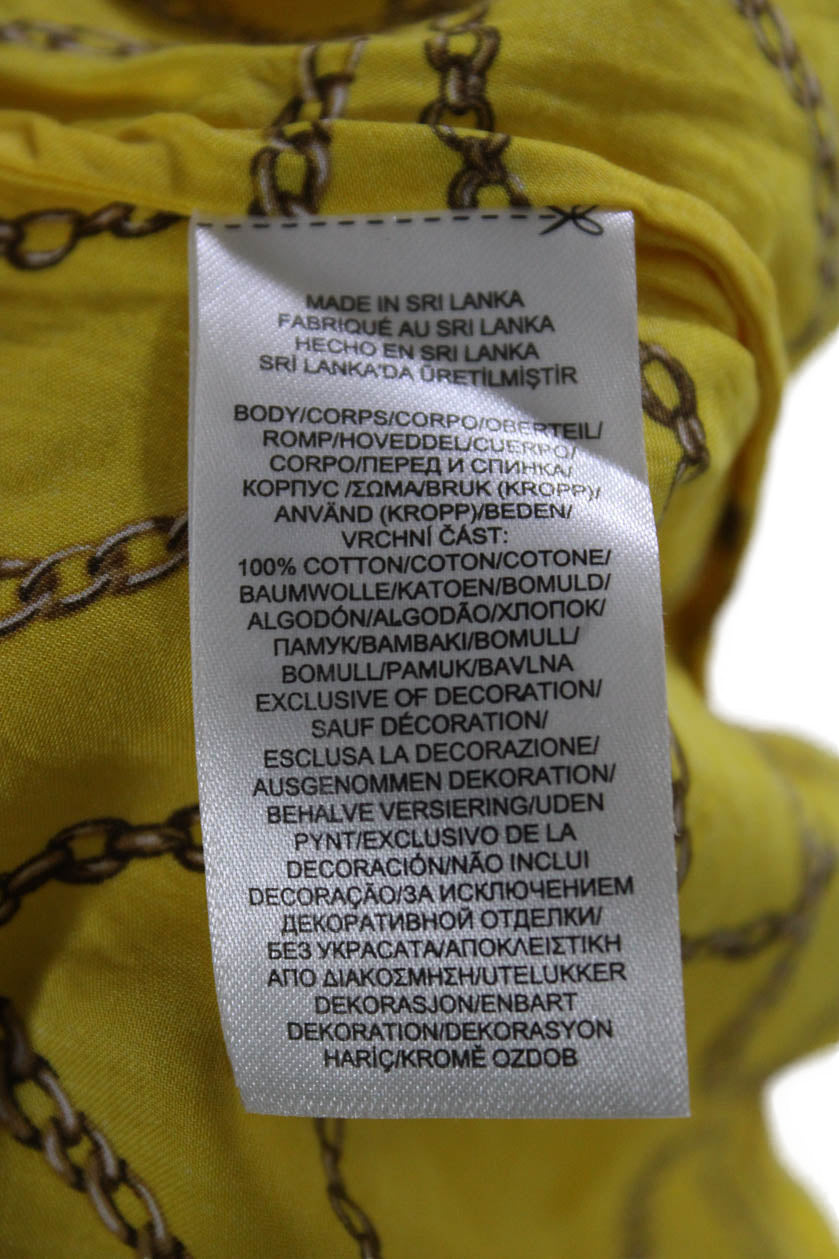 MADE IN SRI LANKA
FABRIQUÉ AU SRI LANKA
HECHO EN SRI LANKA
SRİ LANKA'DA ÜRETİLMİŞTİR
BODY/CORPS/CORPO/OBERTEIL/
ROMP/HOVEDDEL/CUERPO/
CORPO/ПЕРЕД И СПИНКА/
КОРПУС /ΣΩΜΑ/BRUK (KROPP)/
ANVÄND (KROPP)/BEDEN/
VRCHNÍ ČÁST:
100% COTTON/COTON/COTONE/
BAUMWOLLE/KATOEN/BOMULD/
ALGODÓN/ALGODÃO/ХЛОПОК/
ПАМУК/ΒΑΜΒΑΚΙ/BOMULL/
BOMULL/PAMUK/BAVLNA
EXCLUSIVE OF DECORATION/
SAUF DÉCORATION/
ESCLUSA LA DECORAZIONE/
AUSGENOMMEN DEKORATION/
BEHALVE VERSIERING/UDEN
PYNT/EXCLUSIVO DE LA
DECORACIÓN/NÃO INCLUI
DECORAÇÃO/ЗА ИСКЛЮЧЕНИЕМ
ДЕКОРАТИВНОЙ ОТДЕЛКИ/
БЕЗ УКРАСАТА/ΑΠΟΚΛΕΙΣΤΙΚΗ
ΑΠΟ ΔΙΑΚΟΣΜΗΣΗ/UTELUKKER
DEKORASJON/ENBART
DEKORATION/DEKORASYON
HARİÇ/KROMĚ OZDOB